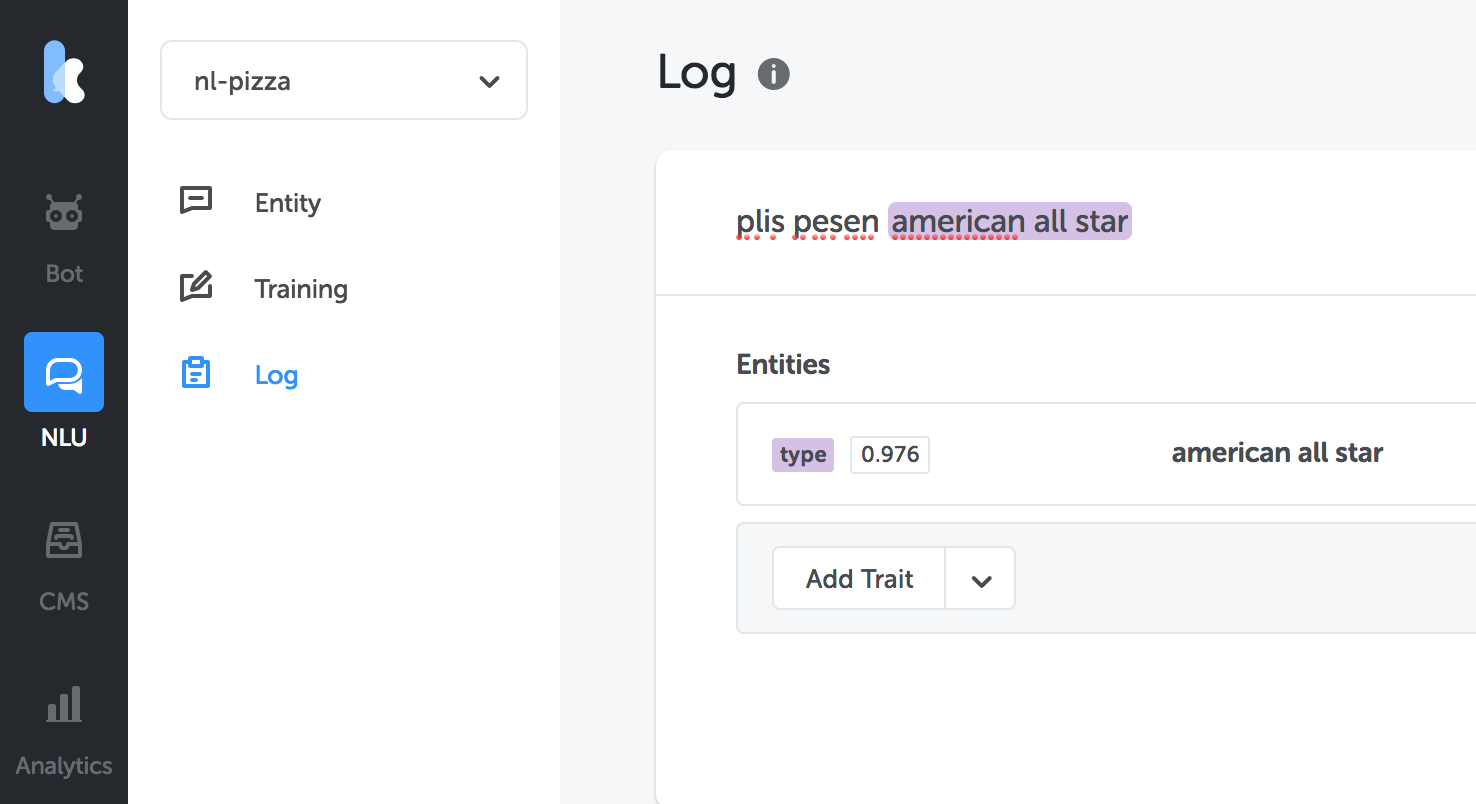 Bot
NLU
CMS
Analytics
nl-pizza
Entity
Training
Log
Log
plis pesen american all star
Entities
type 0.976 american all star
Add Trait